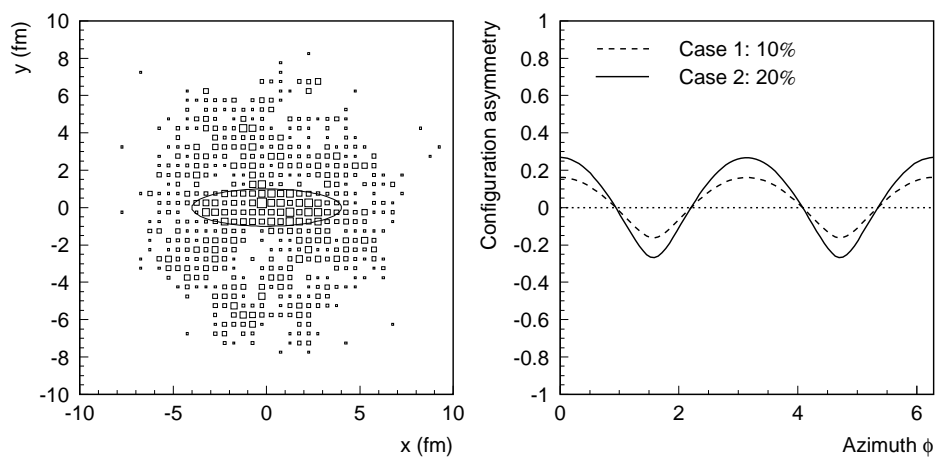 y (fm)
10
8
6
4
2
0
-2
-4
-6
-8
-10
-10 -5 0 5 10
x (fm)
Configuration asymmetry
1
0.8
0.6
0.4
0.2
0
-0.2
-0.4
-0.6
-0.8
-1
Case 1: 10%
Case 2: 20%
0 2 4 6
Azimuth ϕ